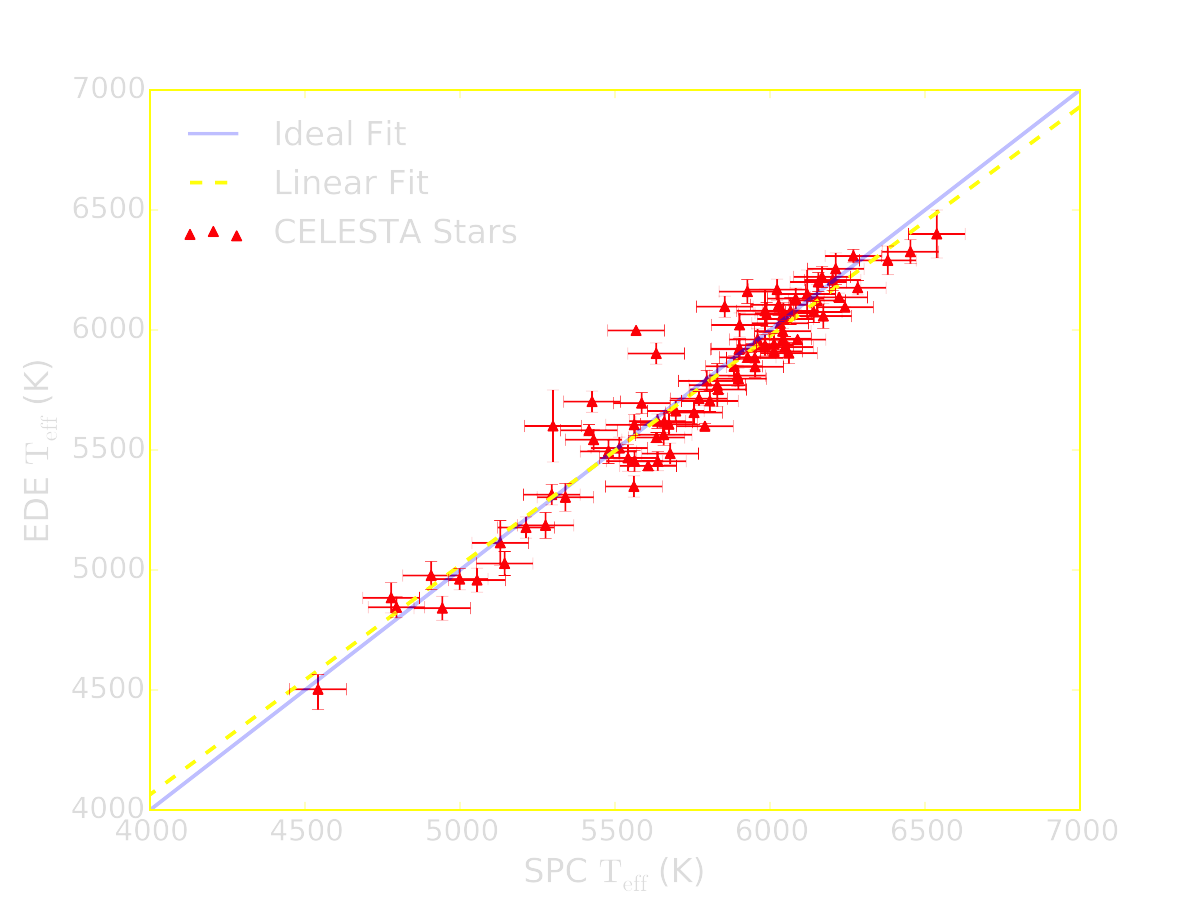 7000
6500
6000
5500
5000
4500
4000
EDE T_eff (K)
Ideal Fit
Linear Fit
CELESTA Stars
4000 4500 5000 5500 6000 6500 7000
SPC T_eff (K)